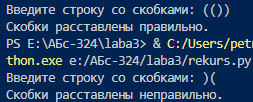 Введите строку со скобками: (())
Скобки расставлены правильно.
PS E:\АБс-324\laba3> & C:/Users/pet
thon.exe e:/АБс-324/laba3/rekurs.py
Введите строку со скобками: )(
Скобки расставлены неправильно.